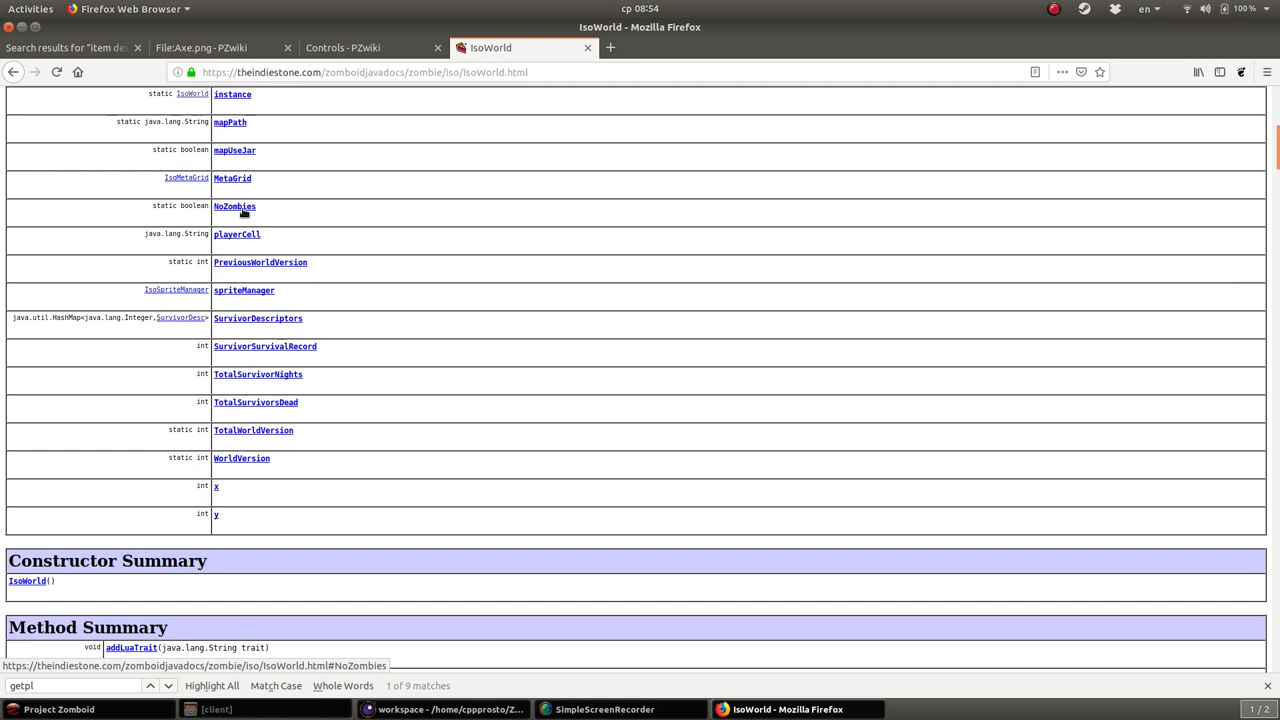 Activities Firefox Web Browser ср 08:54 en 100 %
IsoWorld - Mozilla Firefox
Search results for "item des File:Axe.png - PZwiki Controls - PZwiki IsoWorld
https://theindiestone.com/zomboidjavadocs/zombie/iso/IsoWorld.html
static IsoWorld instance
static java.lang.String mapPath
static boolean mapUseJar
IsoMetaGrid MetaGrid
static boolean NoZombies
java.lang.String playerCell
static int PreviousWorldVersion
IsoSpriteManager spriteManager
java.util.HashMap<java.lang.Integer,SurvivorDesc> SurvivorDescriptors
int SurvivorSurvivalRecord
int TotalSurvivorNights
int TotalSurvivorsDead
static int TotalWorldVersion
static int WorldVersion
int x
int y
Constructor Summary
IsoWorld()
Method Summary
void addLuaTrait(java.lang.String trait)
https://theindiestone.com/zomboidjavadocs/zombie/iso/IsoWorld.html#NoZombies
getpl Highlight All Match Case Whole Words 1 of 9 matches
Project Zomboid [client] workspace - /home/cppprosto/Z... SimpleScreenRecorder IsoWorld - Mozilla Firefox 1 / 2